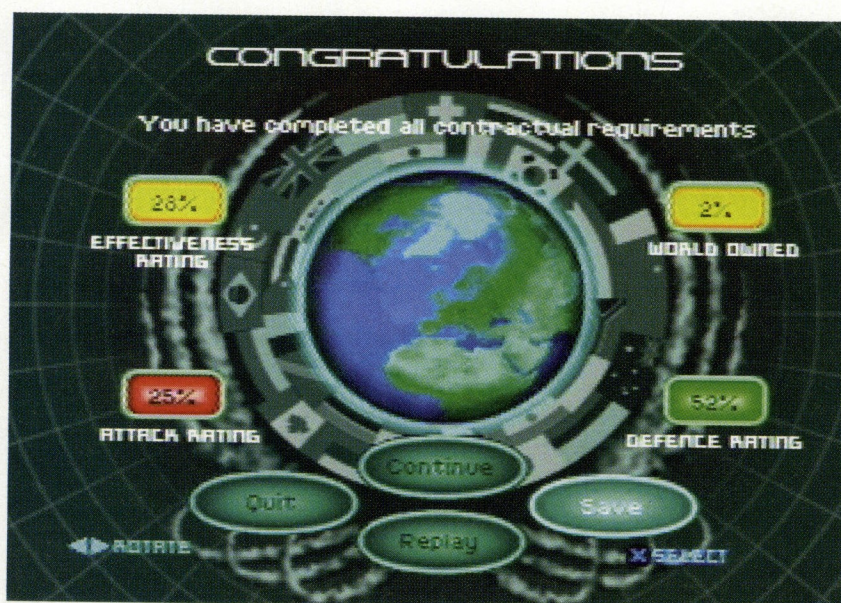 CONGRATULATIONS
You have completed all contractual requirements
28%
EFFECTIVENESS
RATING
2%
WORLD OWNED
25%
ATTACK RATING
52%
DEFENCE RATING
Continue
Quit
Save
Replay
ROTATE
X SELECT